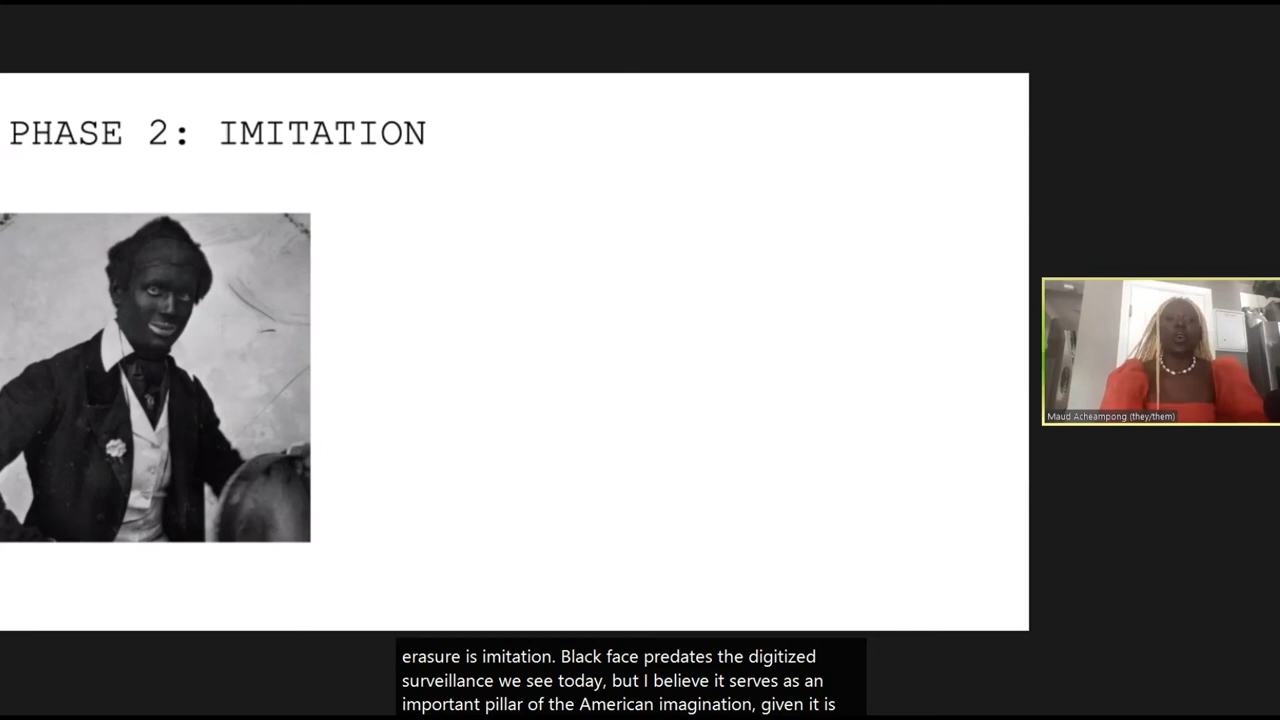 PHASE 2: IMITATION
Maud Acheampong (they/them)
erasure is imitation. Black face predates the digitized
surveillance we see today, but I believe it serves as an
important pillar of the American imagination, given it is